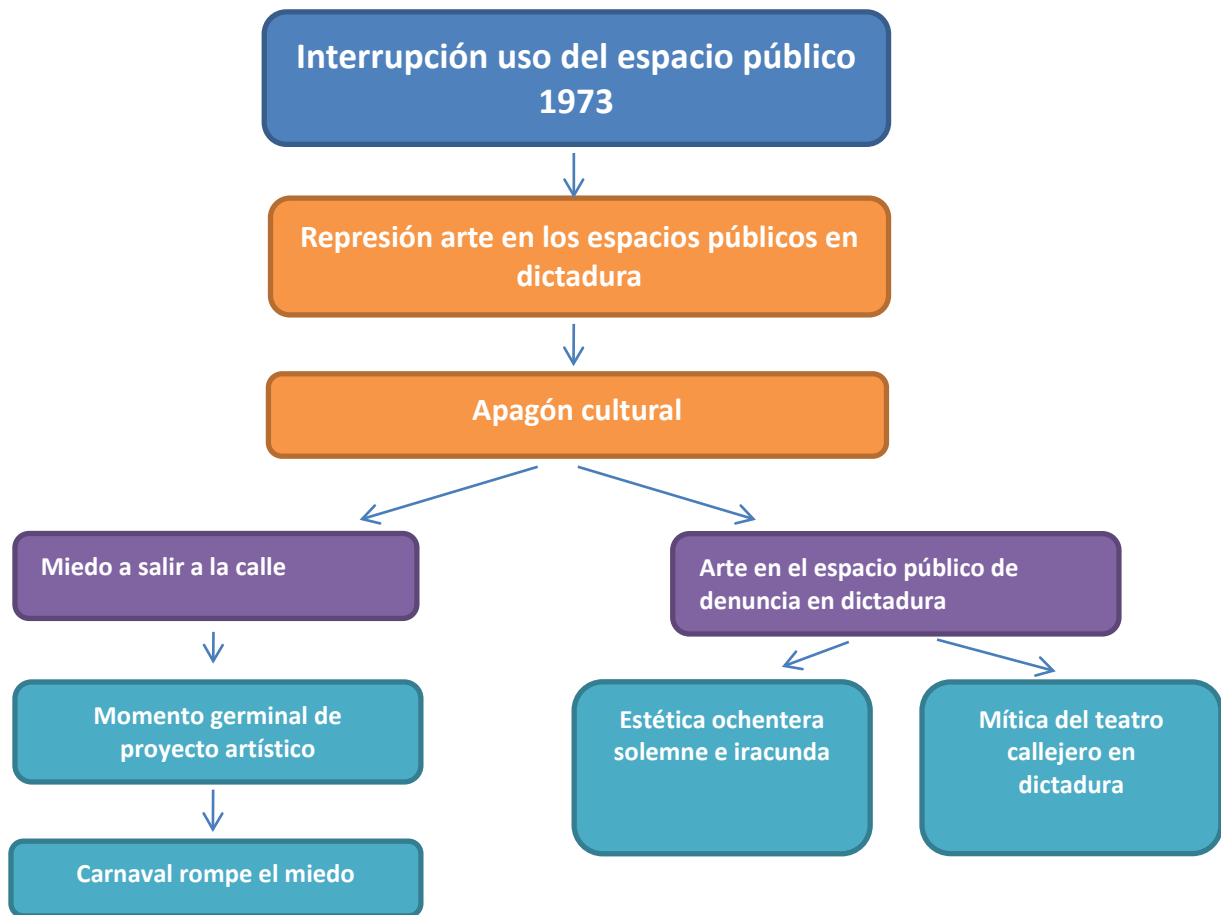 Interrupción uso del espacio público
1973
Represión arte en los espacios públicos en
dictadura
Apagón cultural
Miedo a salir a la calle
Arte en el espacio público de
denuncia en dictadura
Momento germinal de
proyecto artístico
Estética ochentera
solemne e iracunda
Mítica del teatro
callejero en
dictadura
Carnaval rompe el miedo